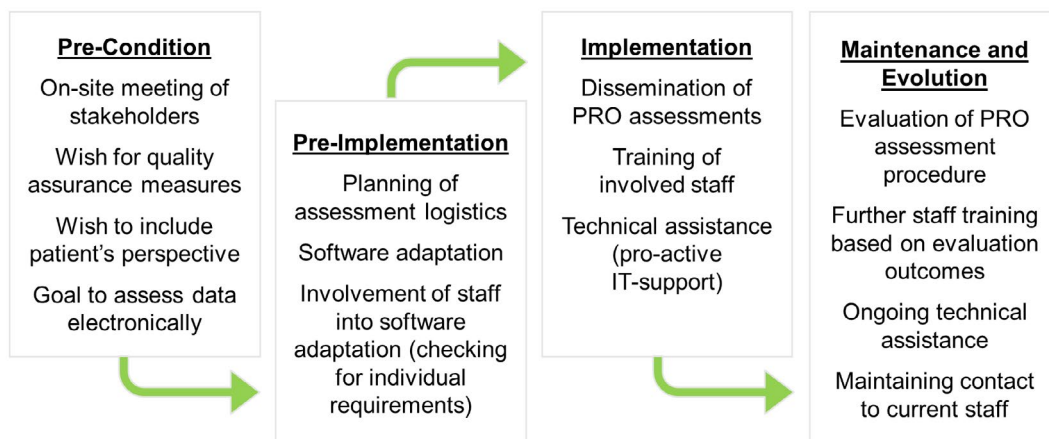 Pre-Condition
On-site meeting of
stakeholders
Wish for quality
assurance measures
Wish to include
patient's perspective
Goal to assess data
electronically
Pre-Implementation
Planning of
assessment logistics
Software adaptation
Involvement of staff
into software
adaptation (checking
for individual
requirements)
Implementation
Dissemination of
PRO assessments
Training of
involved staff
Technical assistance
(pro-active
IT-support)
Maintenance and
Evolution
Evaluation of PRO
assessment
procedure
Further staff training
based on evaluation
outcomes
Ongoing technical
assistance
Maintaining contact
to current staff